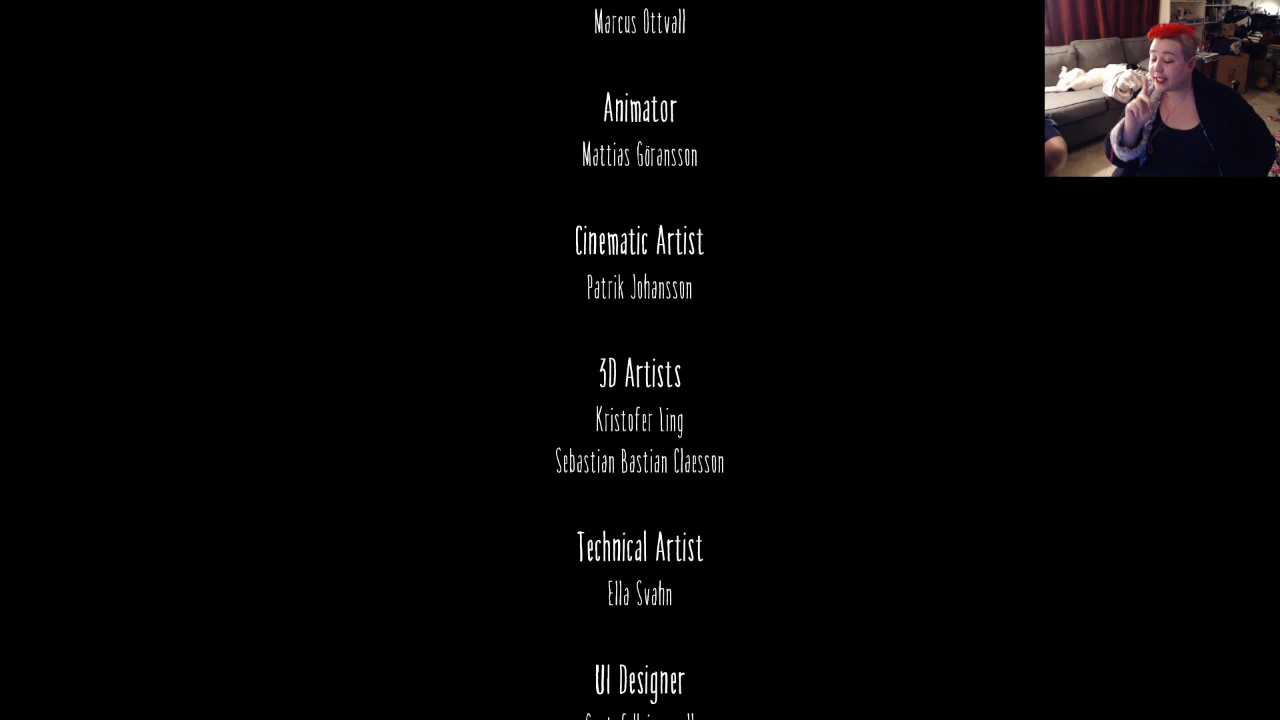 Marcus Ottvall
Animator
Mattias Göransson
Cinematic Artist
Patrik Johansson
3D Artists
Kristofer Ling
Sebastian Bastian Claesson
Technical Artist
Ella Svahn
UI Designer